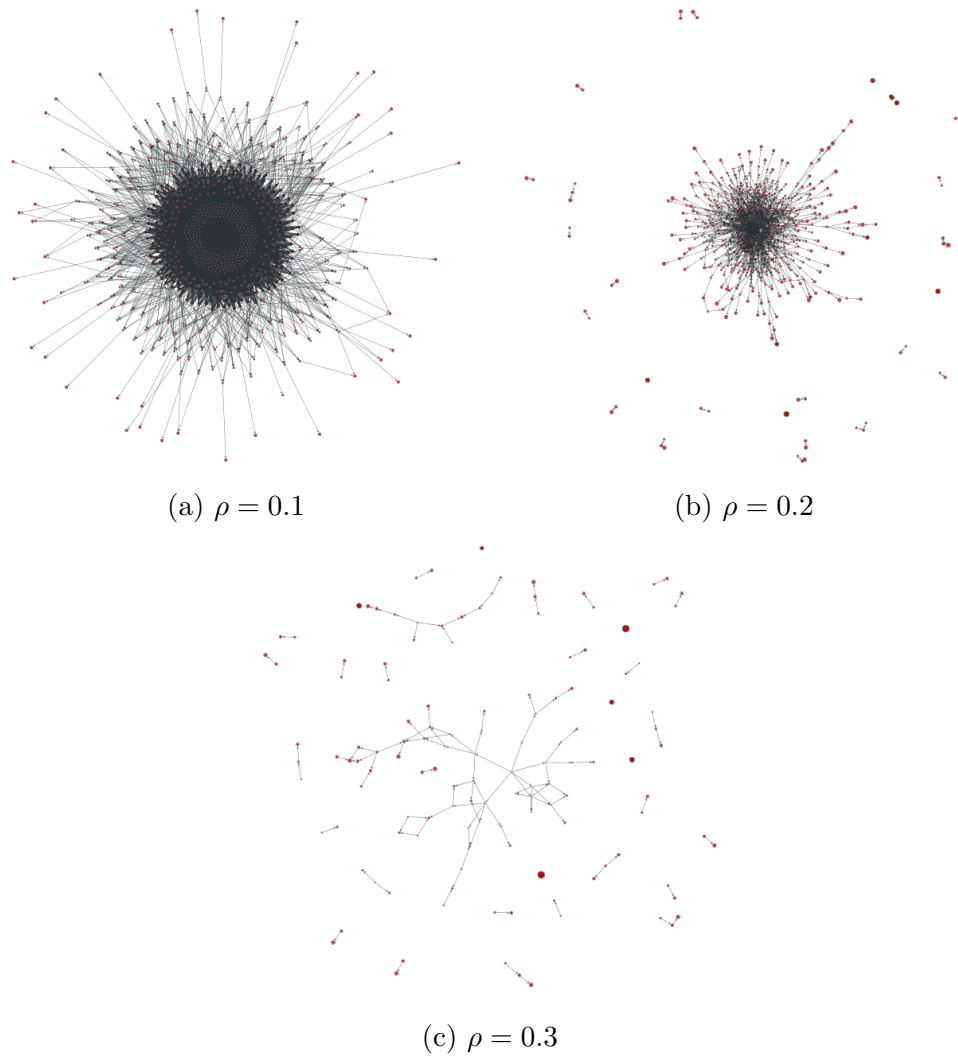 (a) ρ = 0.1
(b) ρ = 0.2
(c) ρ = 0.3